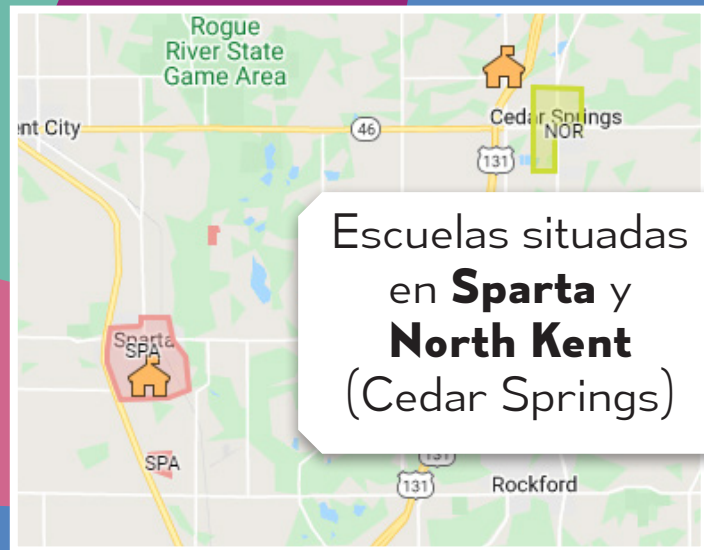 Rogue
River State
Game Area
ent City
46
Cedar Springs
NOR
131
Escuelas situadas
en Sparta y
North Kent
(Cedar Springs)
Sparta
SPA
SPA
131
131
Rockford